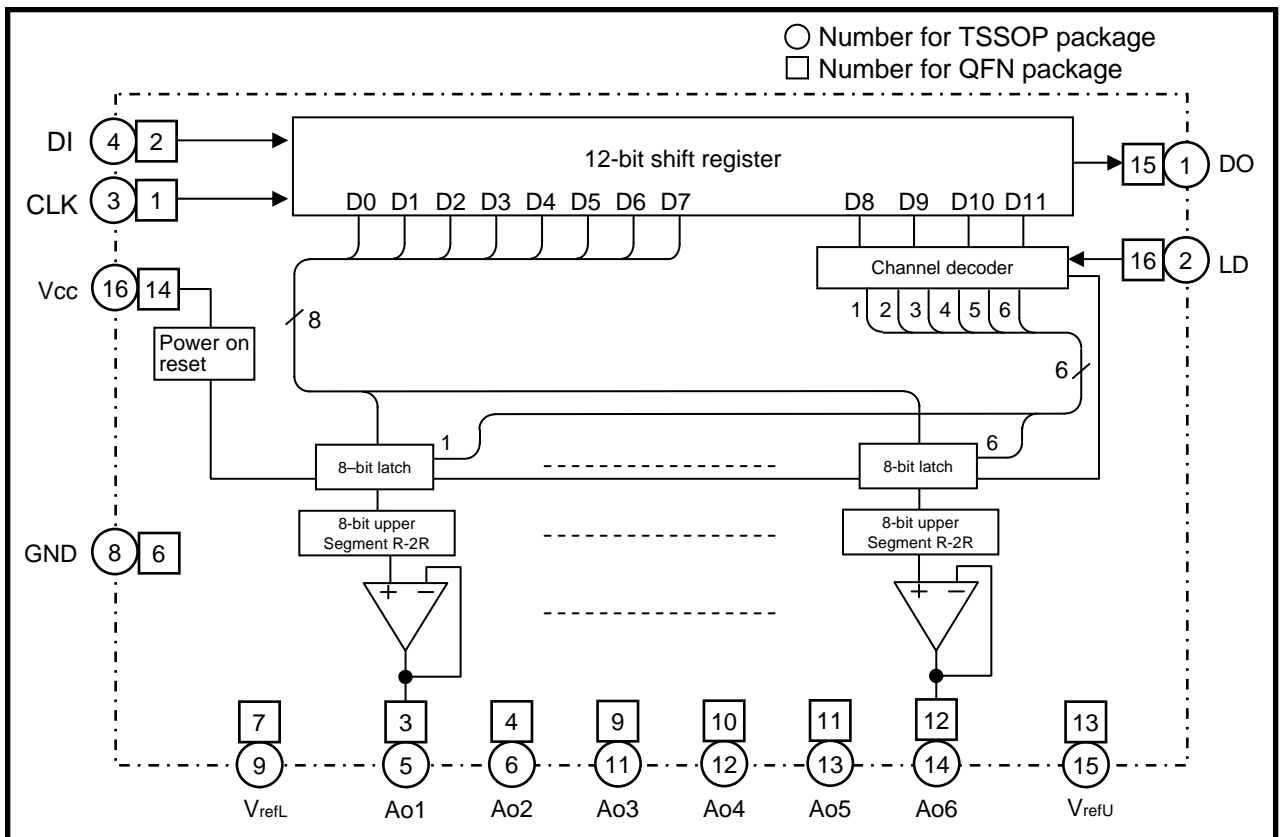 Number for TSSOP package
Number for QFN package
DI 4 2
12-bit shift register
15 1 DO
CLK 3 1
D0 D1 D2 D3 D4 D5 D6 D7 D8 D9 D10 D11
Channel decoder
16 2 LD
Vcc 16 14
1 2 3 4 5 6
8
Power on
reset
6
1
6
8–bit latch
8-bit latch
8-bit upper
Segment R-2R
8-bit upper
Segment R-2R
GND 8 6
+ −
+ −
7 3 4 9 10 11 12 13
9 5 6 11 12 13 14 15
VrefL Ao1 Ao2 Ao3 Ao4 Ao5 Ao6 VrefU